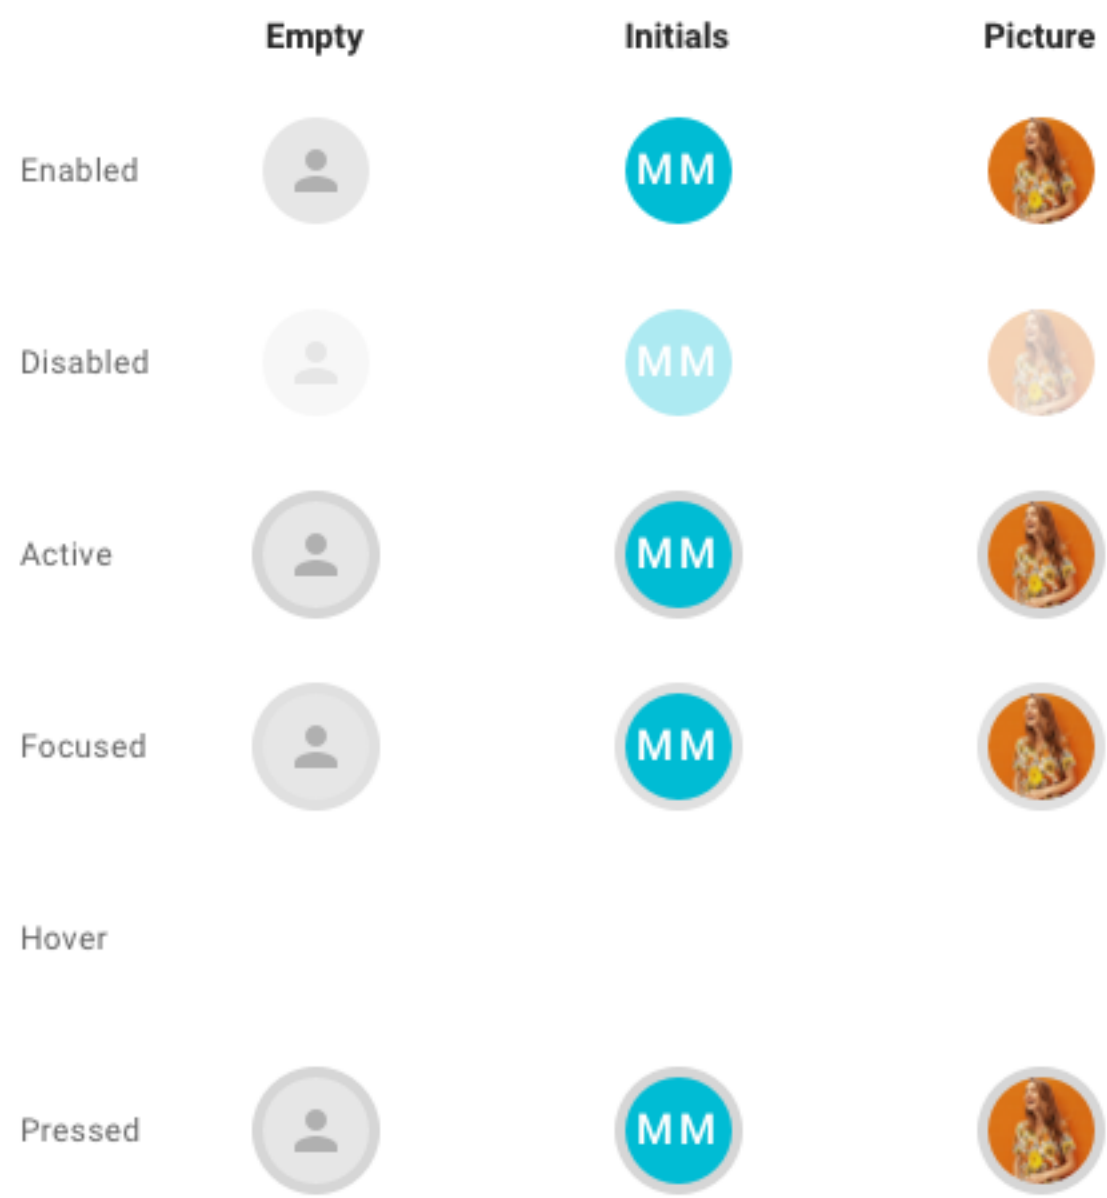 Empty Initials Picture
Enabled MM
Disabled MM
Active MM
Focused MM
Hover
Pressed MM